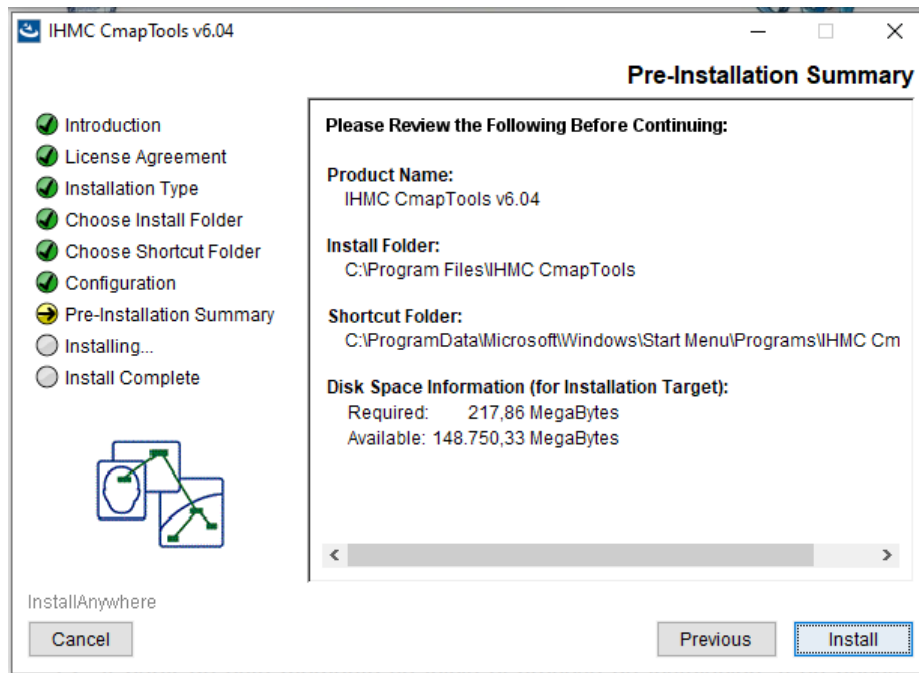 IHMC CmapTools v6.04
Pre-Installation Summary
Introduction
License Agreement
Installation Type
Choose Install Folder
Choose Shortcut Folder
Configuration
Pre-Installation Summary
Installing...
Install Complete
Please Review the Following Before Continuing:
Product Name:
IHMC CmapTools v6.04
Install Folder:
C:\Program Files\IHMC CmapTools
Shortcut Folder:
C:\ProgramData\Microsoft\Windows\Start Menu\Programs\IHMC Cm
Disk Space Information (for Installation Target):
Required: 217,86 MegaBytes
Available: 148.750,33 MegaBytes
InstallAnywhere
Cancel
Previous
Install